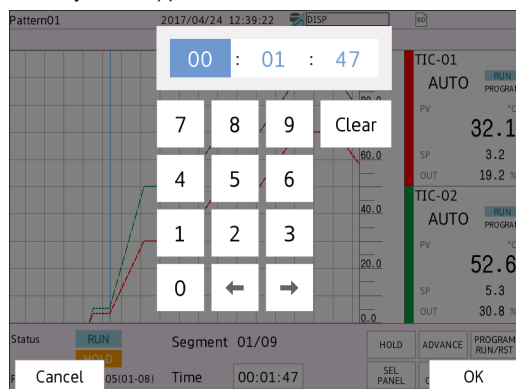 Pattern01 2017/04/24 12:39:22 DISP SD
00 : 01 : 47
7 8 9 Clear
4 5 6
1 2 3
0 ← →
60.0
40.0
20.0
0.0
TIC-01
AUTO RUN
PV °C
32.1
SP 3.2
OUT 19.2 %
TIC-02
AUTO RUN
PV °C
52.6
SP 5.3
OUT 30.8 %
Status RUN Segment 01/09 HOLD ADVANCE PROGRAM RUN/RST
HOLD
Cancel 05(01-08) Time 00:01:47 SEL PANEL OK